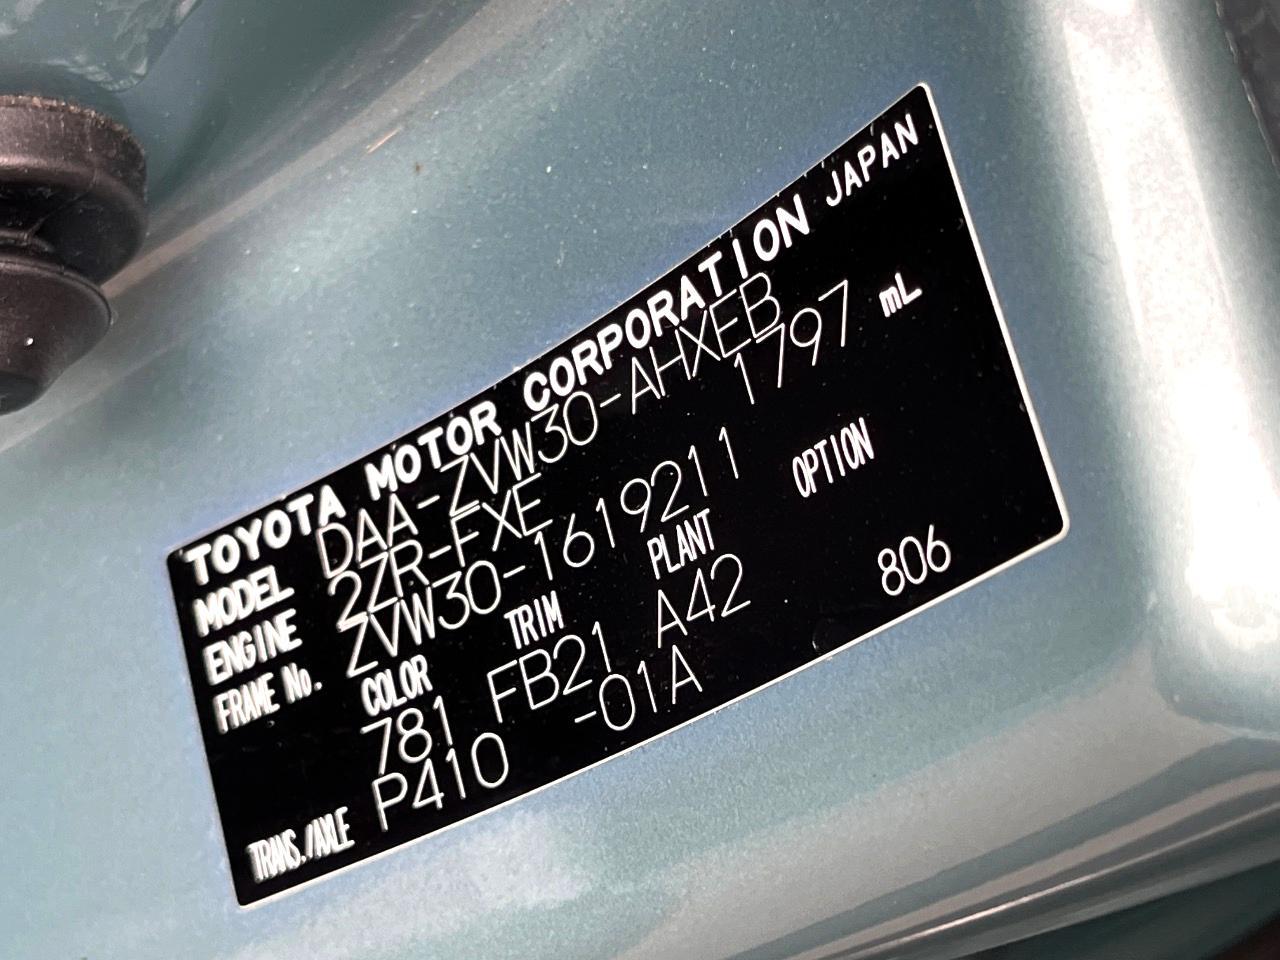 TOYOTA MOTOR CORPORATION JAPAN
MODEL DAA-ZVW30-AHXEB
ENGINE 2ZR-FXE 1797 mL
FRAME No. ZVW30-1619211
COLOR TRIM PLANT OPTION
781 FB21 A42 806
TRANS./AXLE P410 -01A